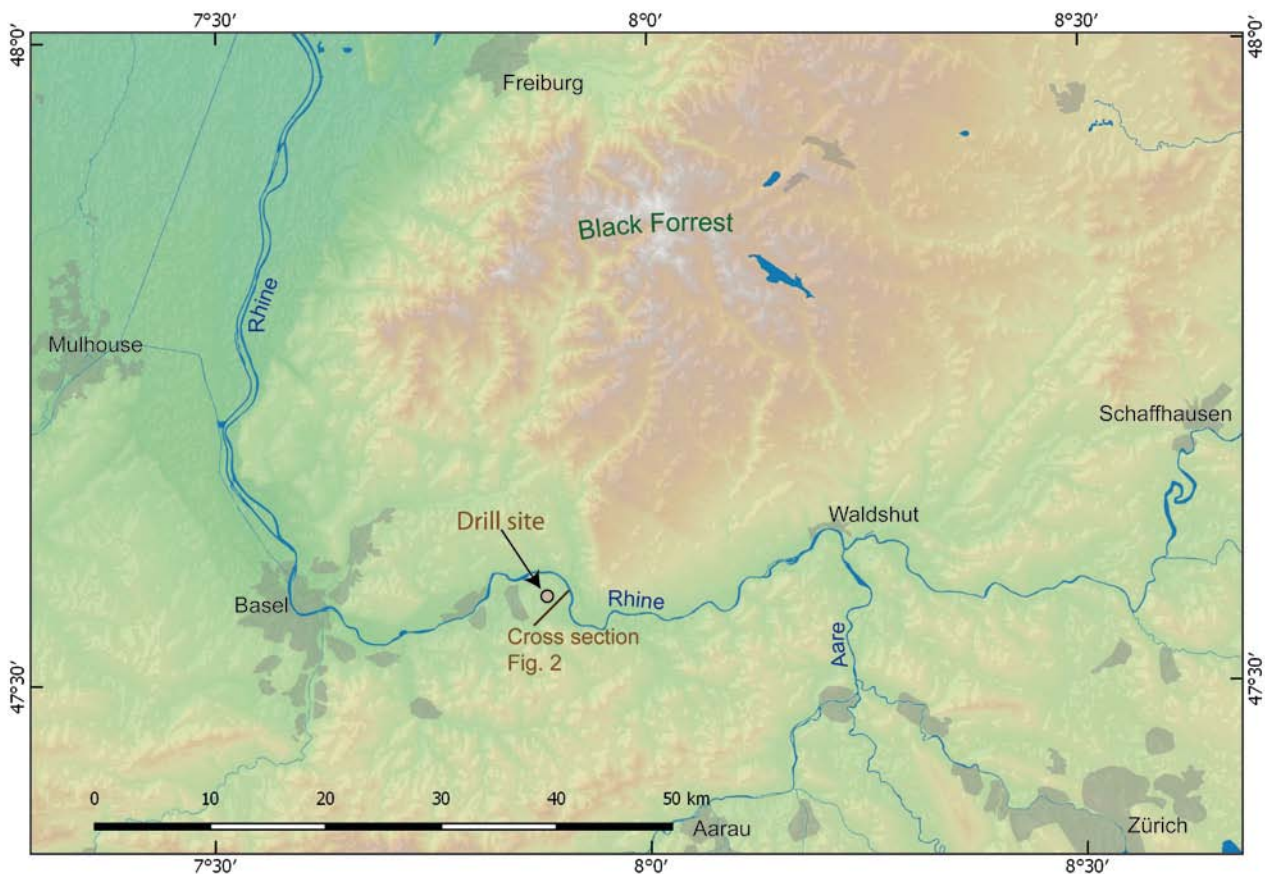 7°30′ 8°0′ 8°30′
48°0′ 48°0′
Freiburg
Black Forrest
Rhine
Mulhouse
Schaffhausen
Waldshut
Drill site
Basel
Rhine
Cross section
Fig. 2
Aare
47°30′ 47°30′
0 10 20 30 40 50 km
Aarau
Zürich
7°30′ 8°0′ 8°30′